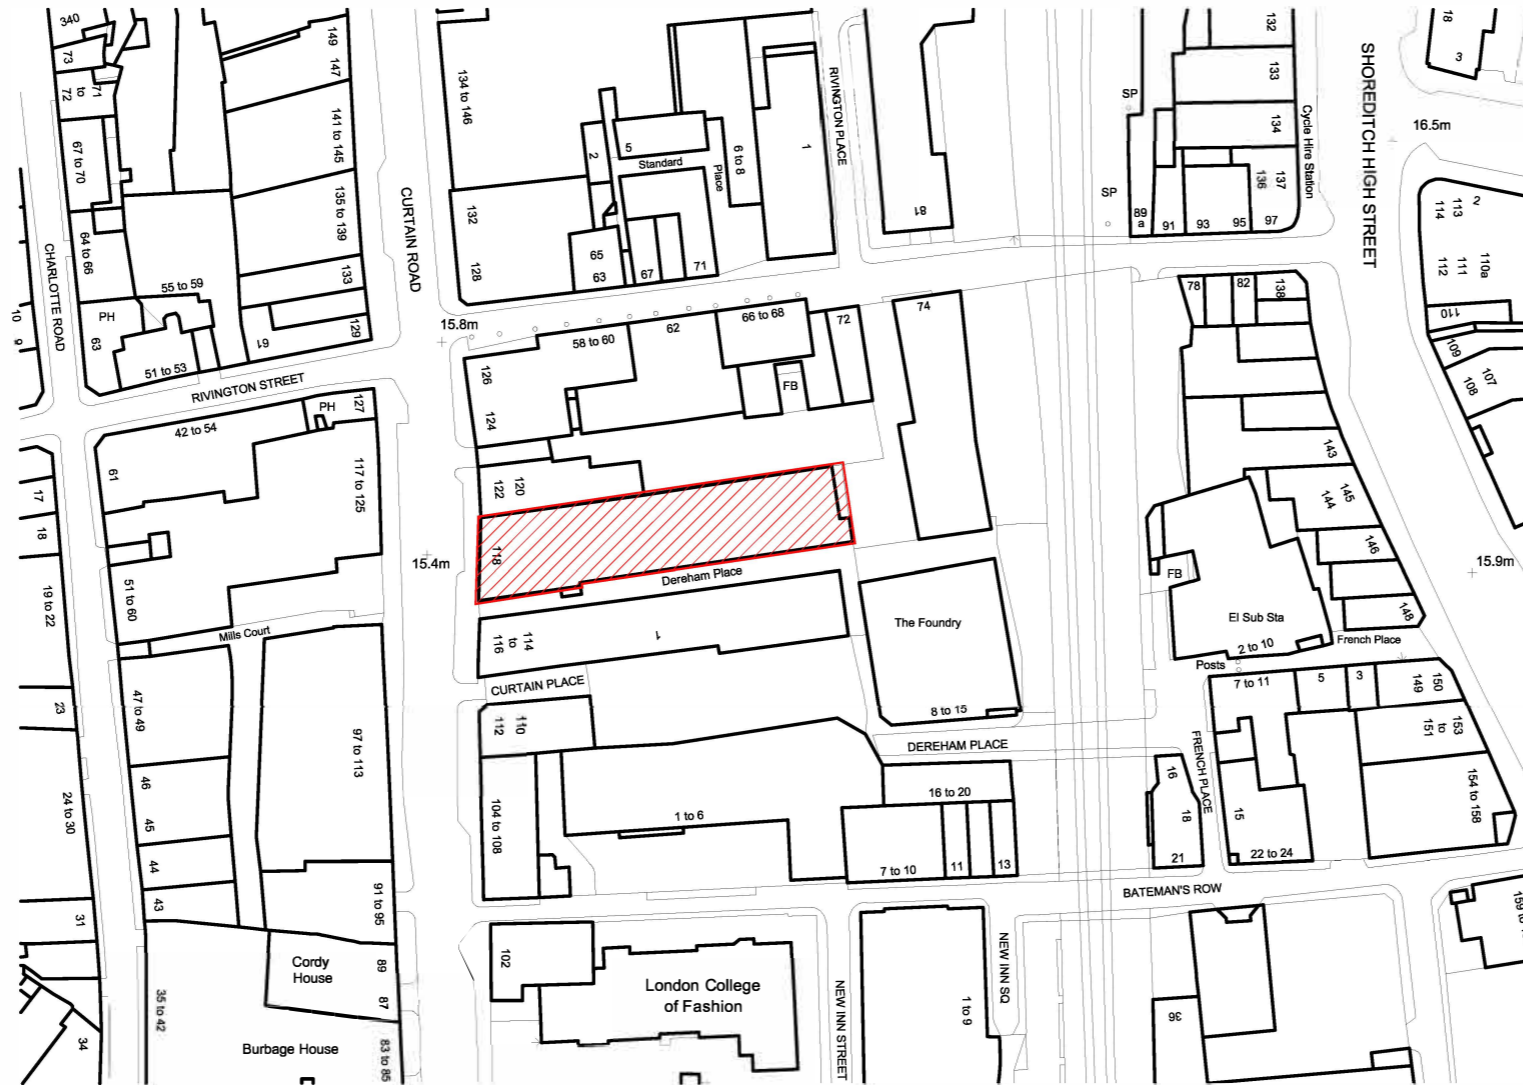 340
73
71
to
72
67 to 70
64 to 66
PH
63
CHARLOTTE ROAD
10
9
55 to 59
51 to 53
61
149
147
141 to 145
135 to 139
133
129
RIVINGTON STREET
CURTAIN ROAD
134 to 146
132
128
2
5
Standard
Place
6 to 8
1
65
63
67
71
RIVINGTON PLACE
81
SP
SP
89
a
91
93
95
97
132
133
134
136
137
Cycle Hire Station
SHOREDITCH HIGH STREET
18
3
16.5m
2
113
114
110a
111
112
110
109
107
108
15.8m
58 to 60
62
66 to 68
72
74
FB
126
124
120
122
118
15.4m
Dereham Place
78
82
138
143
145
144
146
148
15.9m
FB
El Sub Sta
2 to 10
French Place
Posts
42 to 54
PH
127
61
117 to 125
17
18
19 to 22
51 to 60
Mills Court
114
to
116
1
CURTAIN PLACE
110
112
The Foundry
8 to 15
DEREHAM PLACE
7 to 11
5
3
150
149
153
to
151
154 to 158
FRENCH PLACE
16
18
21
15
22 to 24
23
24 to 30
47 to 49
46
45
44
43
97 to 113
91 to 95
104 to 108
1 to 6
16 to 20
7 to 10
11
13
BATEMAN'S ROW
31
34
35 to 42
Cordy
House
89
87
Burbage House
83 to 85
102
London College
of Fashion
NEW INN STREET
NEW INN SQ
1 to 9
36